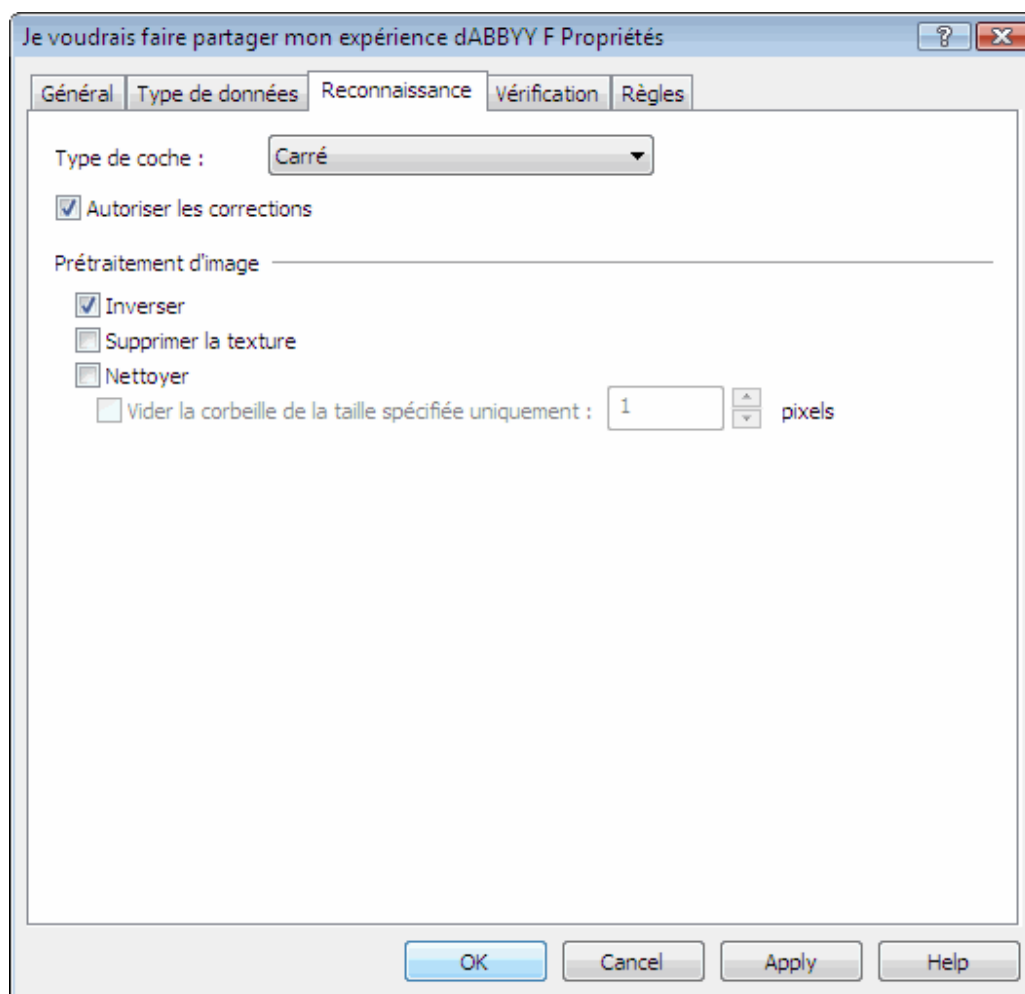 Je voudrais faire partager mon expérience dABBYY F Propriétés
Général Type de données Reconnaissance Vérification Règles
Type de coche : Carré
Autoriser les corrections
Prétraitement d'image
Inverser
Supprimer la texture
Nettoyer
Vider la corbeille de la taille spécifiée uniquement : 1 pixels
OK Cancel Apply Help